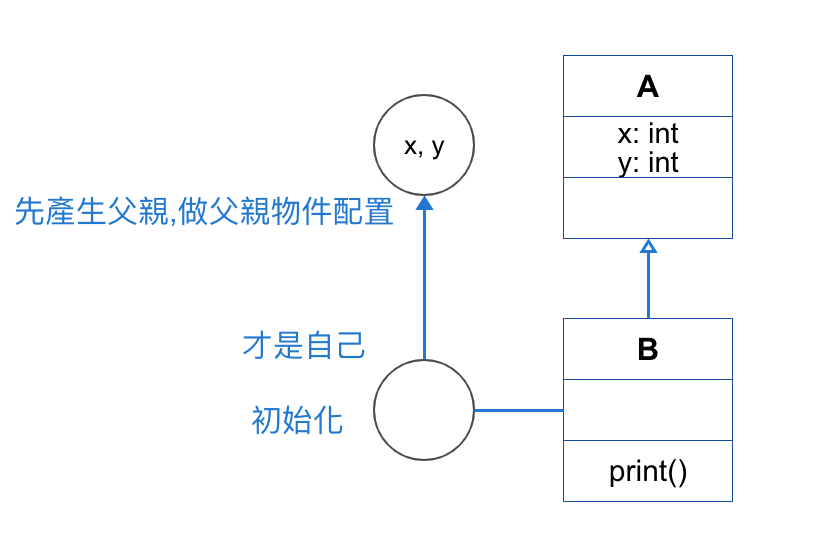 A
x: int
y: int
x, y
先產生父親,做父親物件配置
才是自己
初始化
B
print()